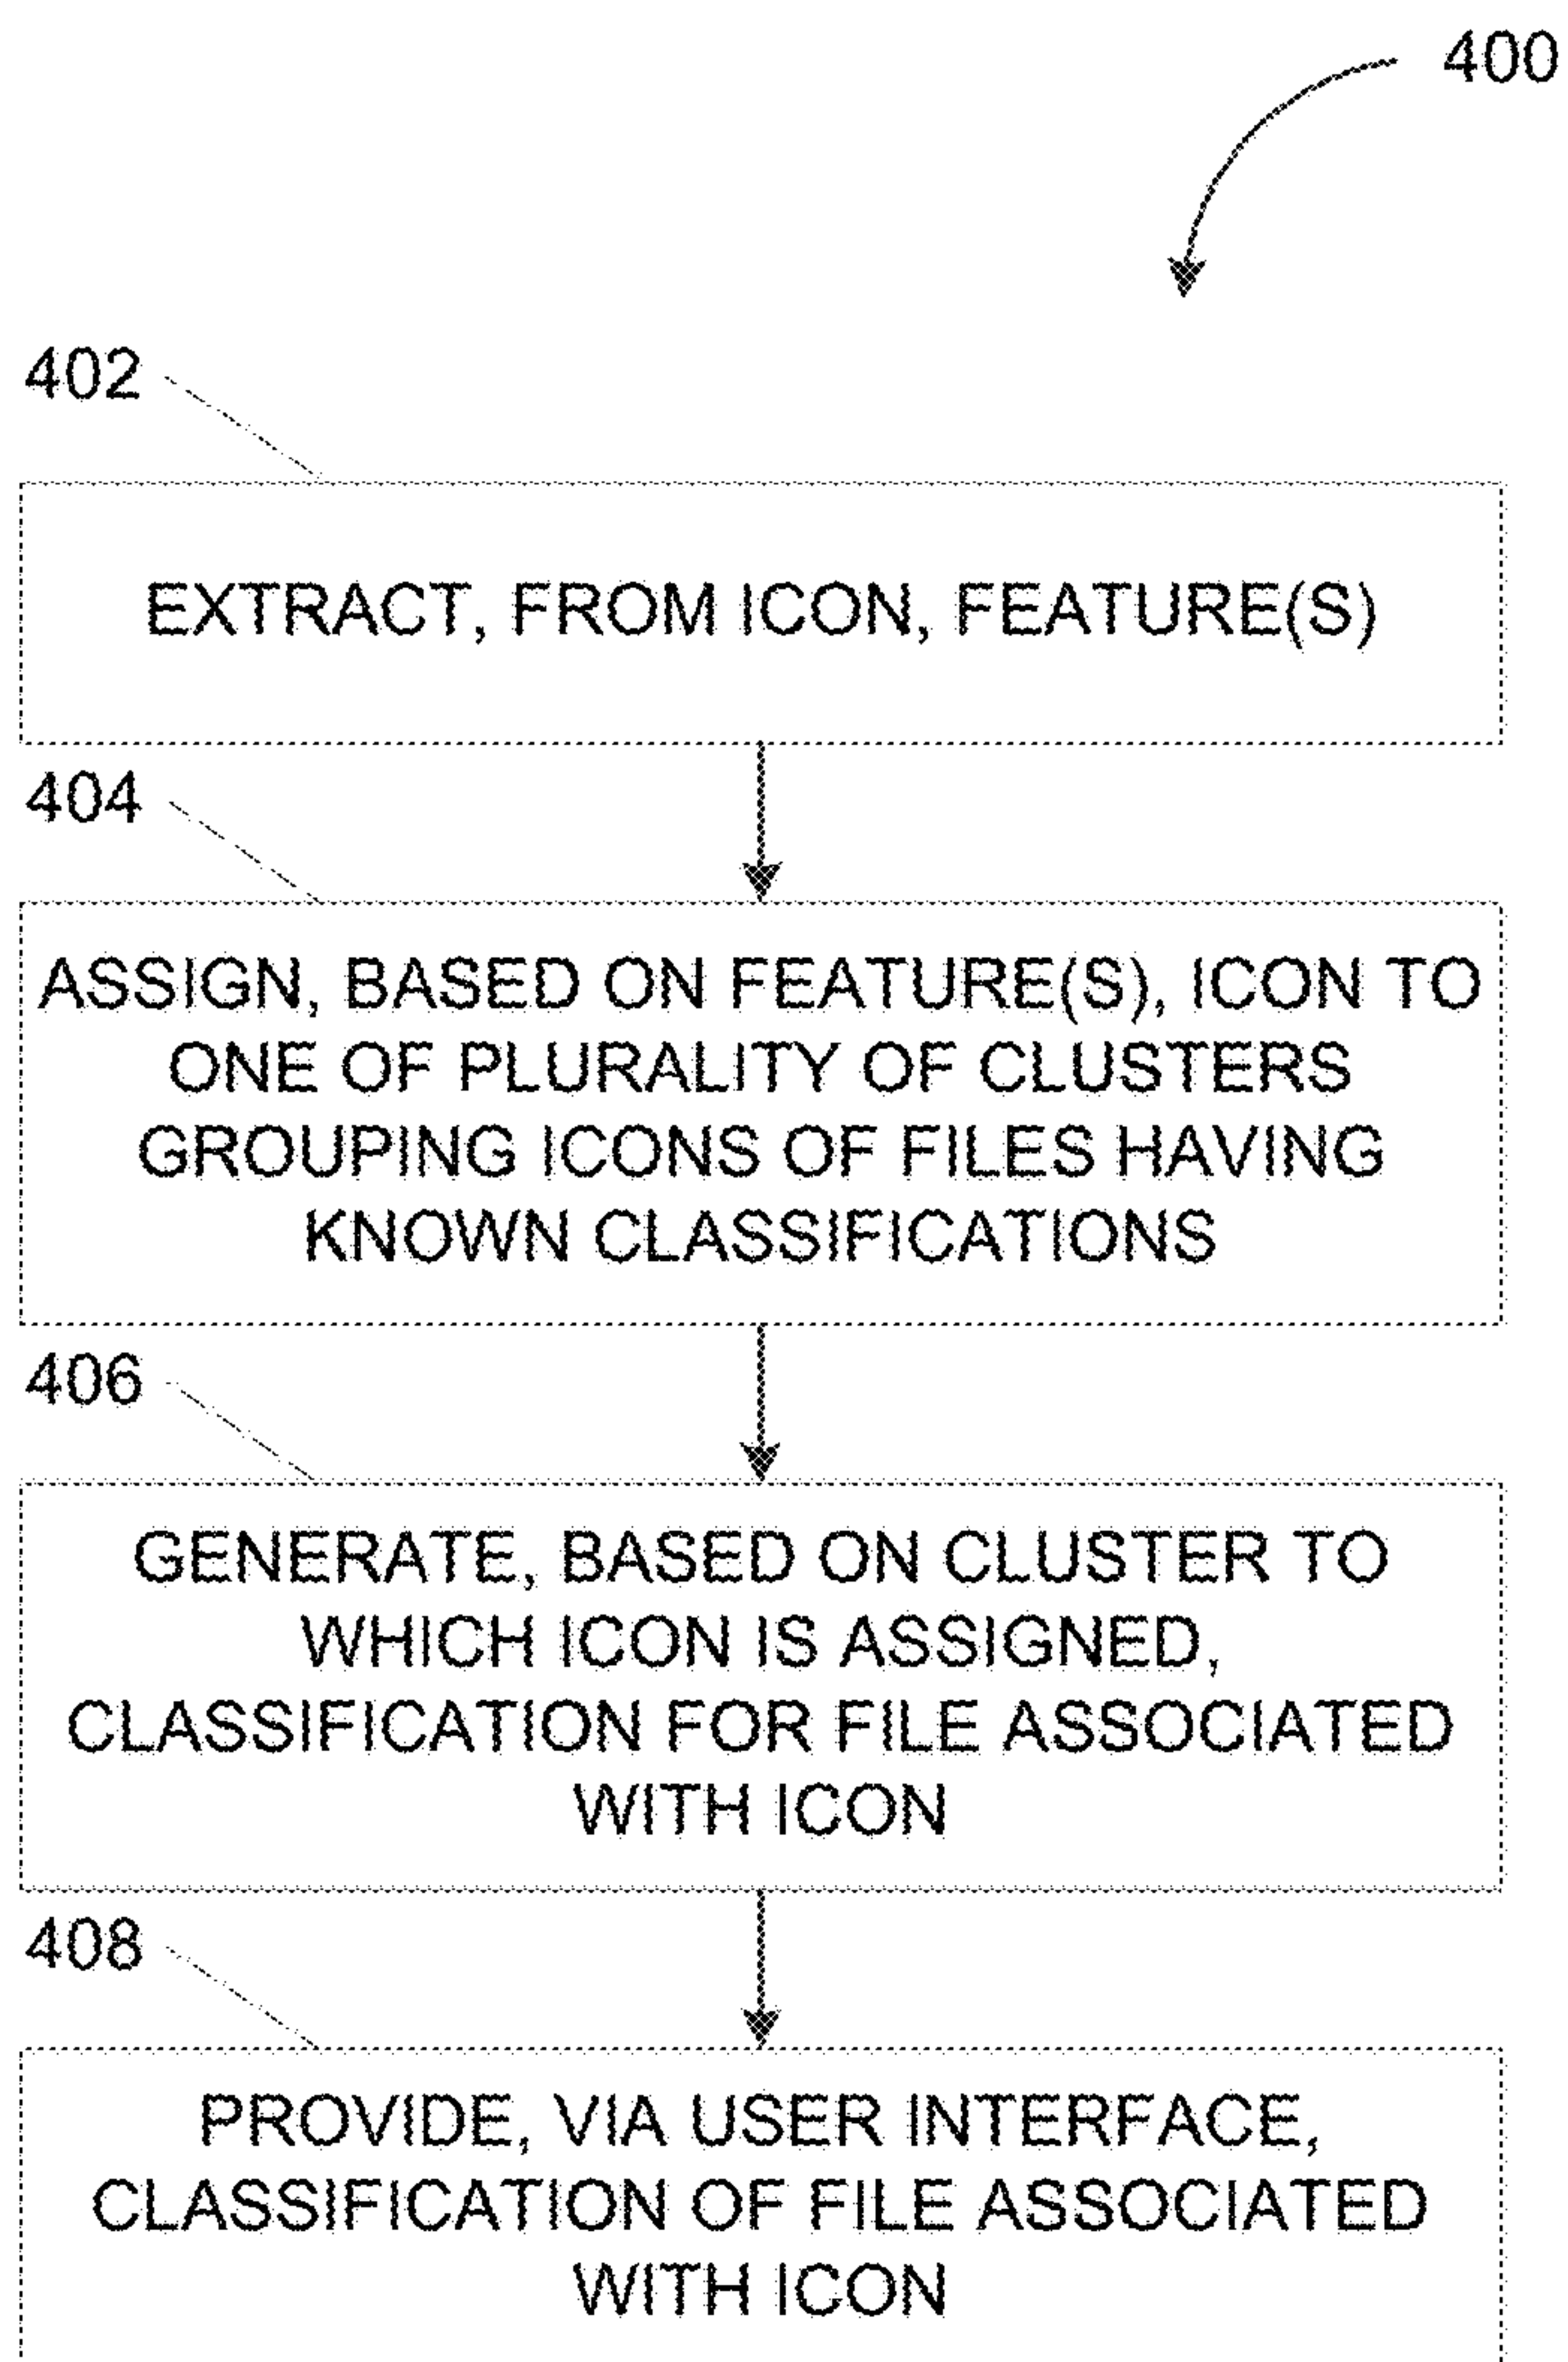 400
402
EXTRACT, FROM ICON, FEATURE(S)
404
ASSIGN, BASED ON FEATURE(S), ICON TO
ONE OF PLURALITY OF CLUSTERS
GROUPING ICONS OF FILES HAVING
KNOWN CLASSIFICATIONS
406
GENERATE, BASED ON CLUSTER TO
WHICH ICON IS ASSIGNED,
CLASSIFICATION FOR FILE ASSOCIATED
WITH ICON
408
PROVIDE, VIA USER INTERFACE,
CLASSIFICATION OF FILE ASSOCIATED
WITH ICON